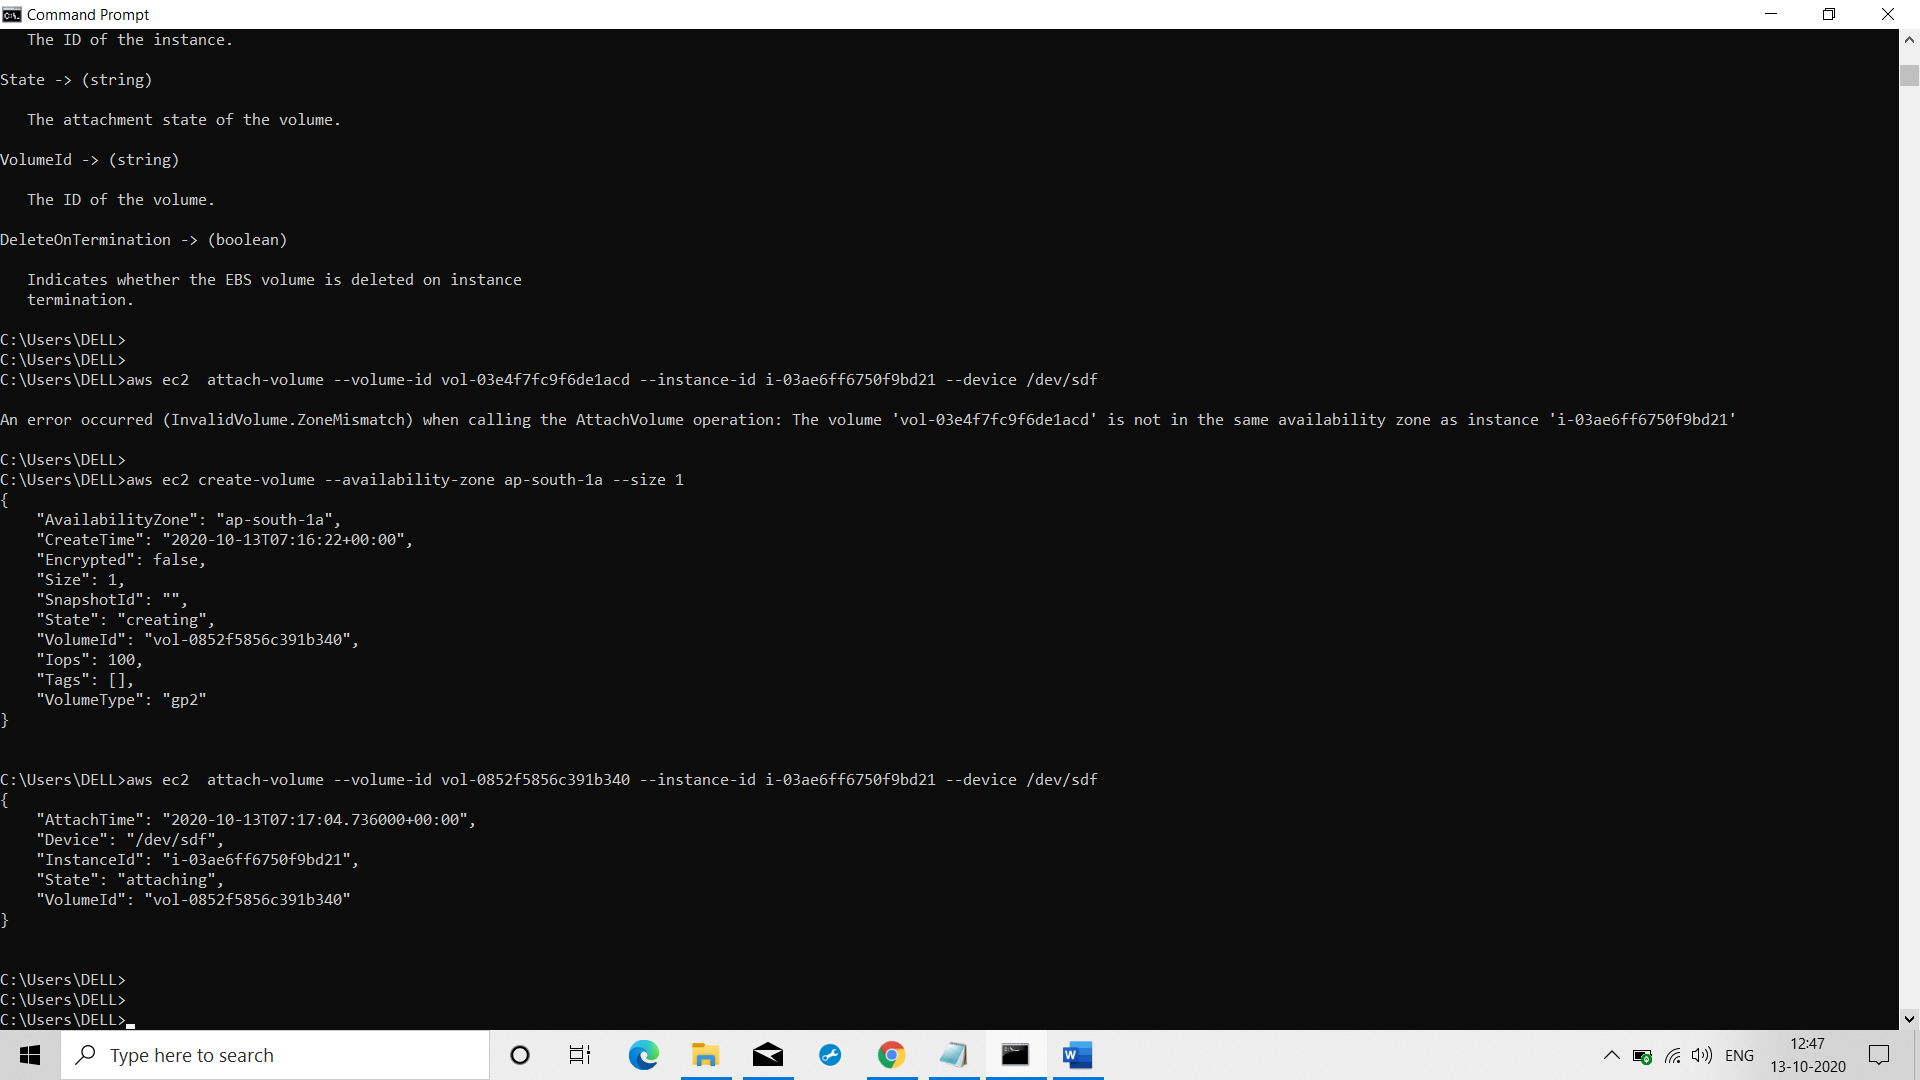 Command Prompt
The ID of the instance.
State -> (string)
The attachment state of the volume.
VolumeId -> (string)
The ID of the volume.
DeleteOnTermination -> (boolean)
Indicates whether the EBS volume is deleted on instance
termination.
C:\Users\DELL>
C:\Users\DELL>
C:\Users\DELL>aws ec2  attach-volume --volume-id vol-03e4f7fc9f6de1acd --instance-id i-03ae6ff6750f9bd21 --device /dev/sdf
An error occurred (InvalidVolume.ZoneMismatch) when calling the AttachVolume operation: The volume 'vol-03e4f7fc9f6de1acd' is not in the same availability zone as instance 'i-03ae6ff6750f9bd21'
C:\Users\DELL>
C:\Users\DELL>aws ec2 create-volume --availability-zone ap-south-1a --size 1
{
    "AvailabilityZone": "ap-south-1a",
    "CreateTime": "2020-10-13T07:16:22+00:00",
    "Encrypted": false,
    "Size": 1,
    "SnapshotId": "",
    "State": "creating",
    "VolumeId": "vol-0852f5856c391b340",
    "Iops": 100,
    "Tags": [],
    "VolumeType": "gp2"
}
C:\Users\DELL>aws ec2  attach-volume --volume-id vol-0852f5856c391b340 --instance-id i-03ae6ff6750f9bd21 --device /dev/sdf
{
    "AttachTime": "2020-10-13T07:17:04.736000+00:00",
    "Device": "/dev/sdf",
    "InstanceId": "i-03ae6ff6750f9bd21",
    "State": "attaching",
    "VolumeId": "vol-0852f5856c391b340"
}
C:\Users\DELL>
C:\Users\DELL>
C:\Users\DELL>
Type here to search
ENG
12:47
13-10-2020